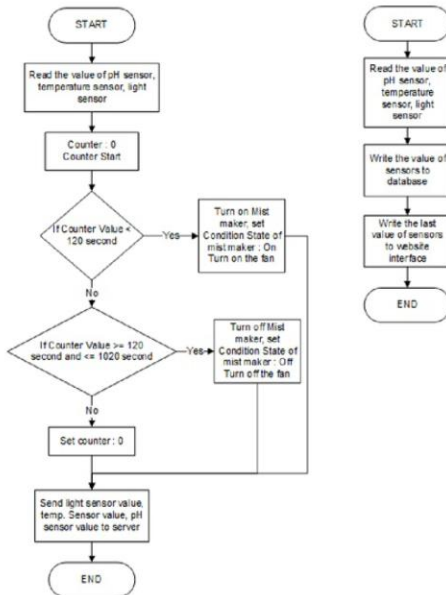 START
Read the value of pH sensor,
temperature sensor, light
sensor
Counter : 0
Counter Start
If Counter Value <
120 second
Yes
Turn on Mist
maker, set
Condition State of
mist maker : On
Turn on the fan
No
If Counter Value >= 120
second and <= 1020 second
Yes
Turn off Mist
maker, set
Condition State of
mist maker : Off
Turn off the fan
No
Set counter : 0
Send light sensor value,
temp. Sensor value, pH
sensor value to server
END
START
Read the value of
pH sensor,
temperature
sensor, light sensor
Write the value of
sensors to
database
Write the last
value of sensors
to website
interface
END